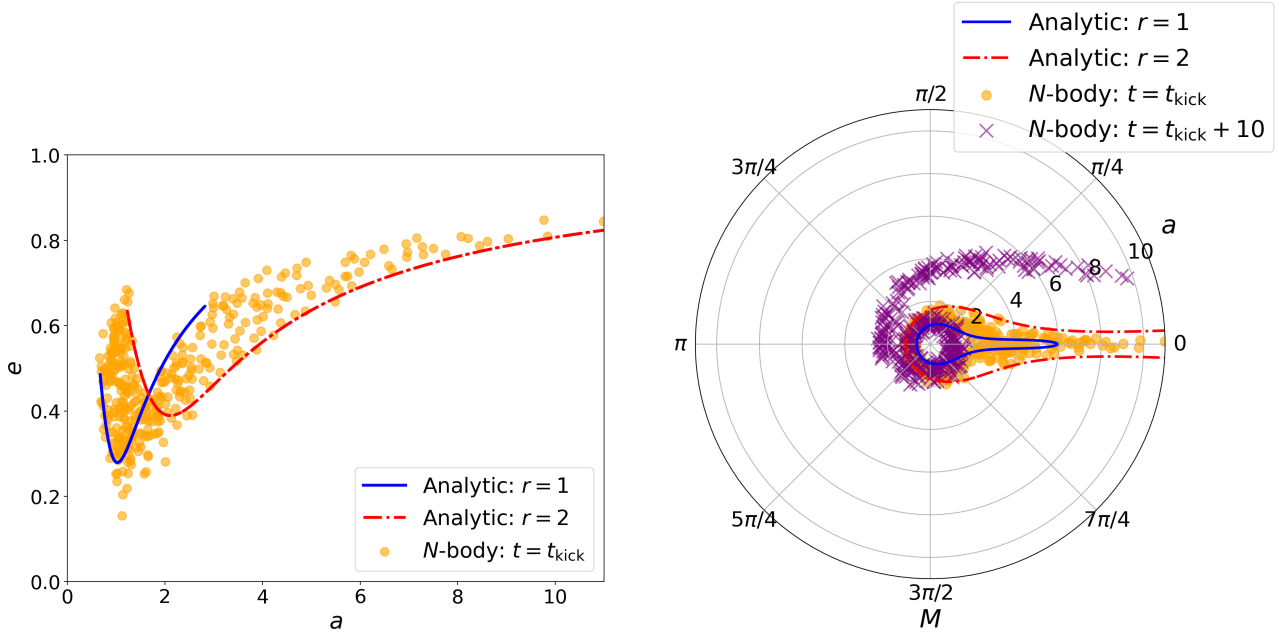 1.0
0.8
0.6
0.4
0.2
0.0
e
0 2 4 6 8 10
a
Analytic: r = 1
Analytic: r = 2
N-body: t = t_kick
Analytic: r = 1
Analytic: r = 2
N-body: t = t_kick
N-body: t = t_kick + 10
π/2
3π/4
π/4
a
10
8
6
4
2
π
0
5π/4
7π/4
3π/2
M